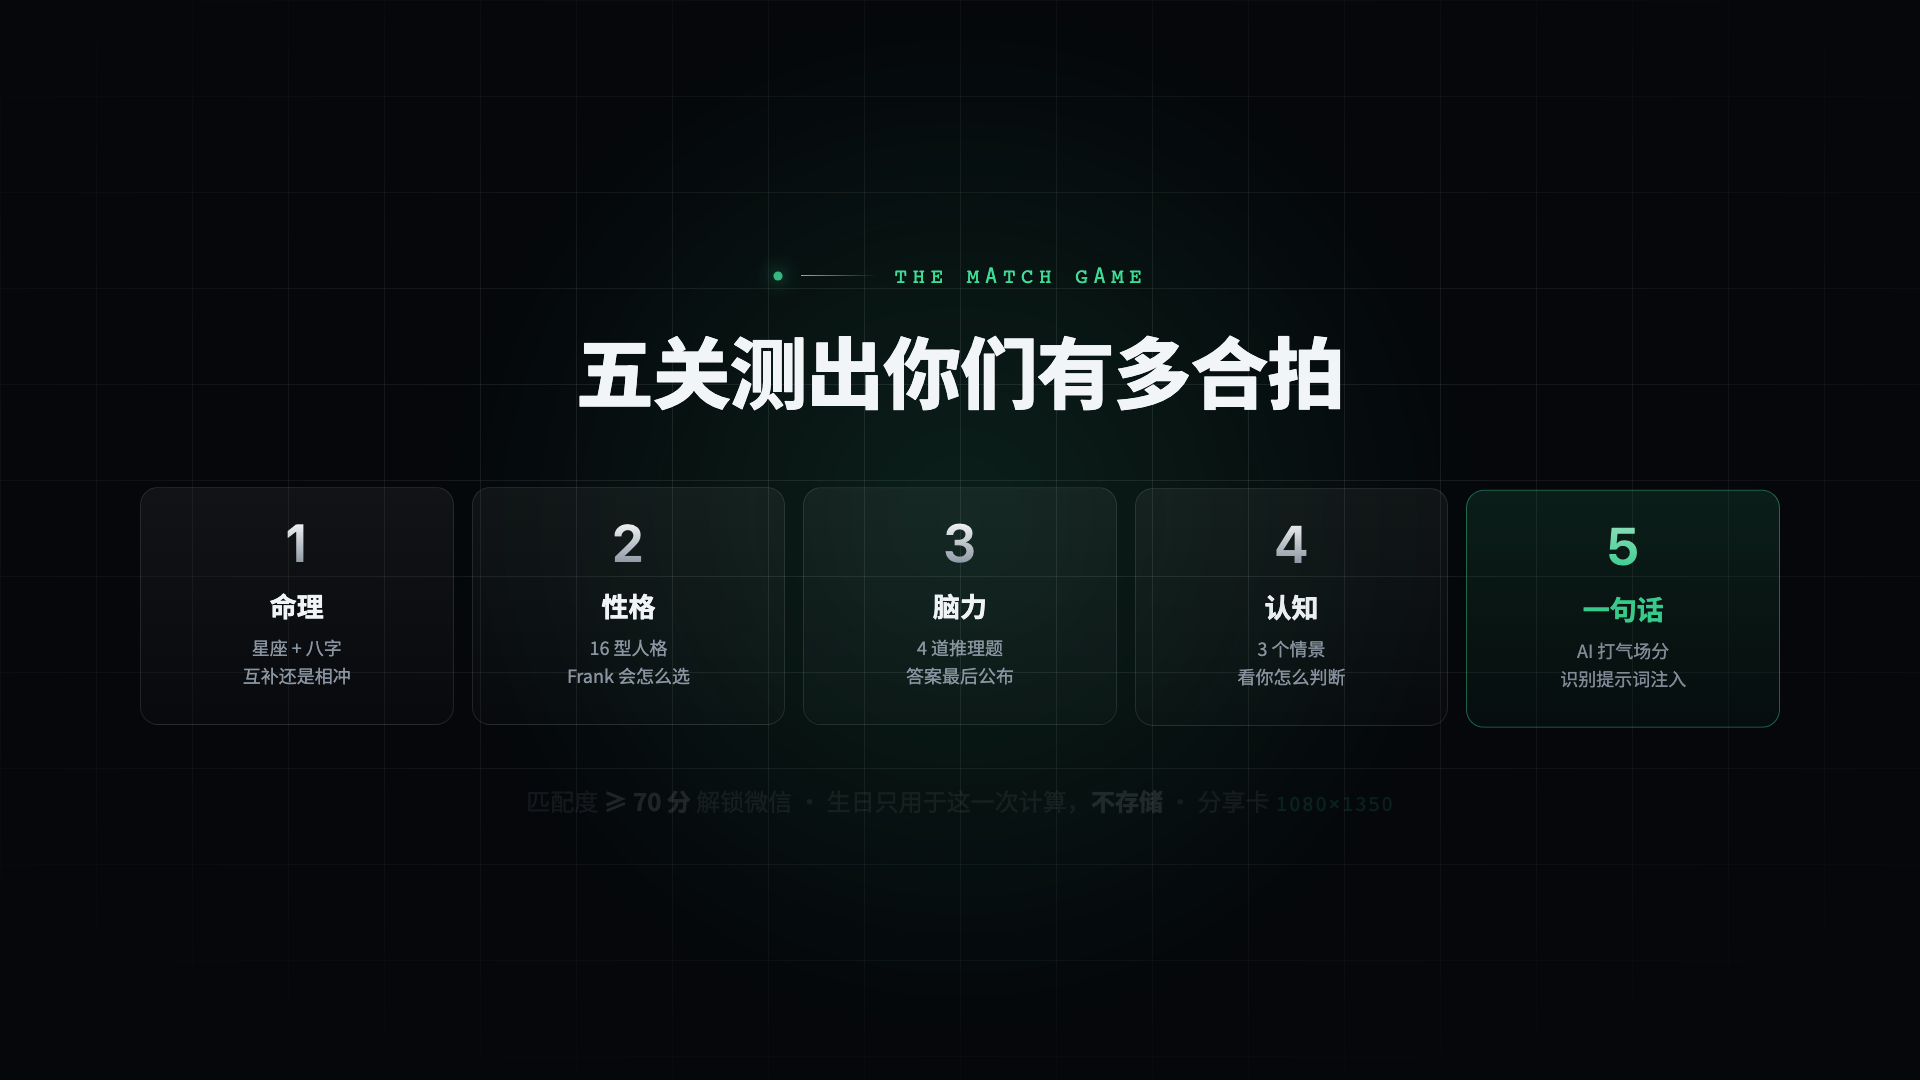 THE MATCH GAME
五关测出你们有多合拍
1
命理
星座 + 八字
互补还是相冲
2
性格
16 型人格
Frank 会怎么选
3
脑力
4 道推理题
答案最后公布
4
认知
3 个情景
看你怎么判断
5
一句话
AI 打气场分
识别提示词注入
匹配度 ≥ 70 分 解锁微信 · 生日只用于这一次计算，不存储 · 分享卡 1080×1350